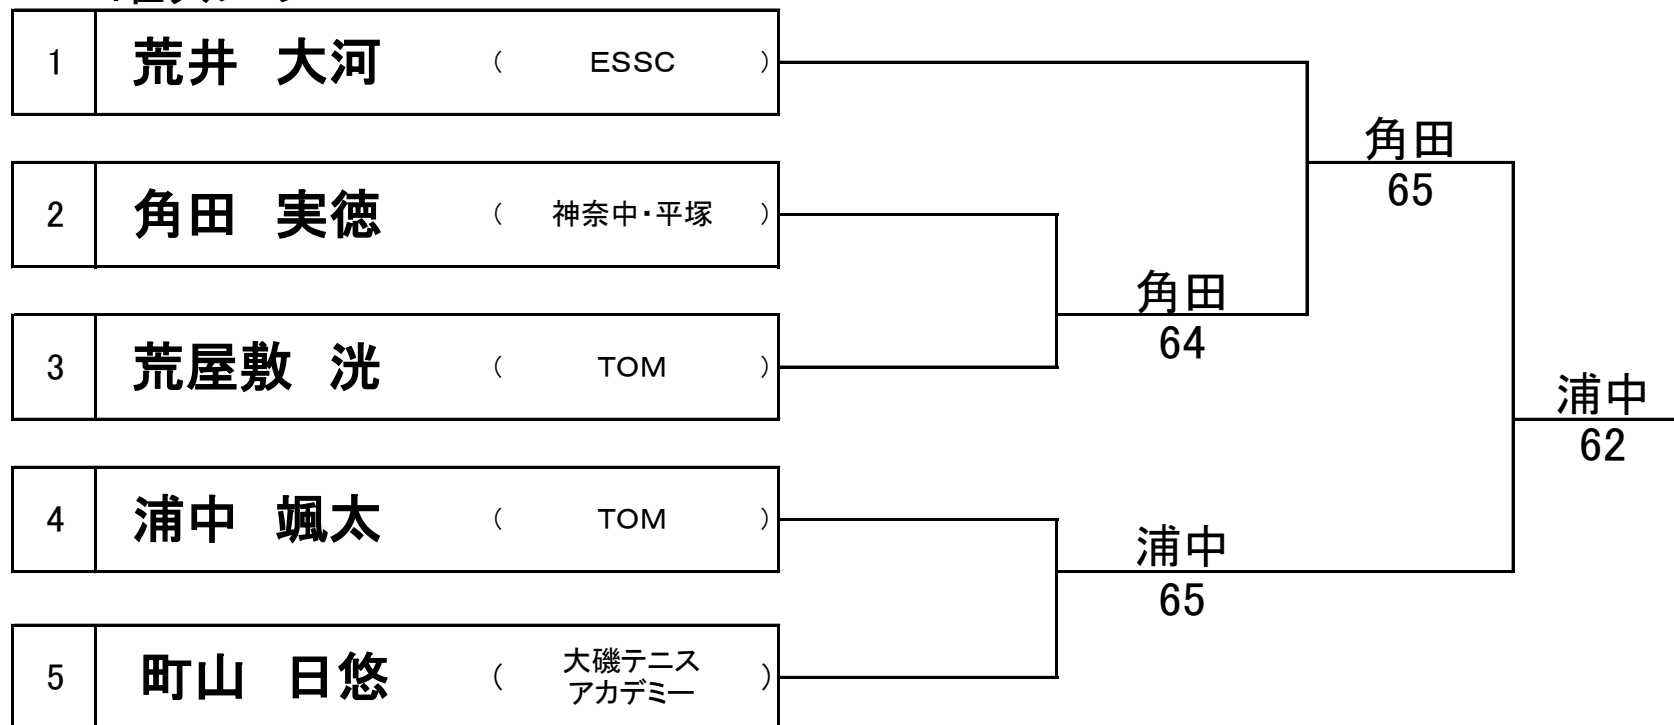 1 荒井 大河 ( ESSC )
2 角田 実徳 ( 神奈中・平塚 )
3 荒屋敷 洸 ( TOM )
4 浦中 颯太 ( TOM )
5 町山 日悠 ( 大磯テニス
アカデミー )
角田
64
浦中
65
角田
65
浦中
62